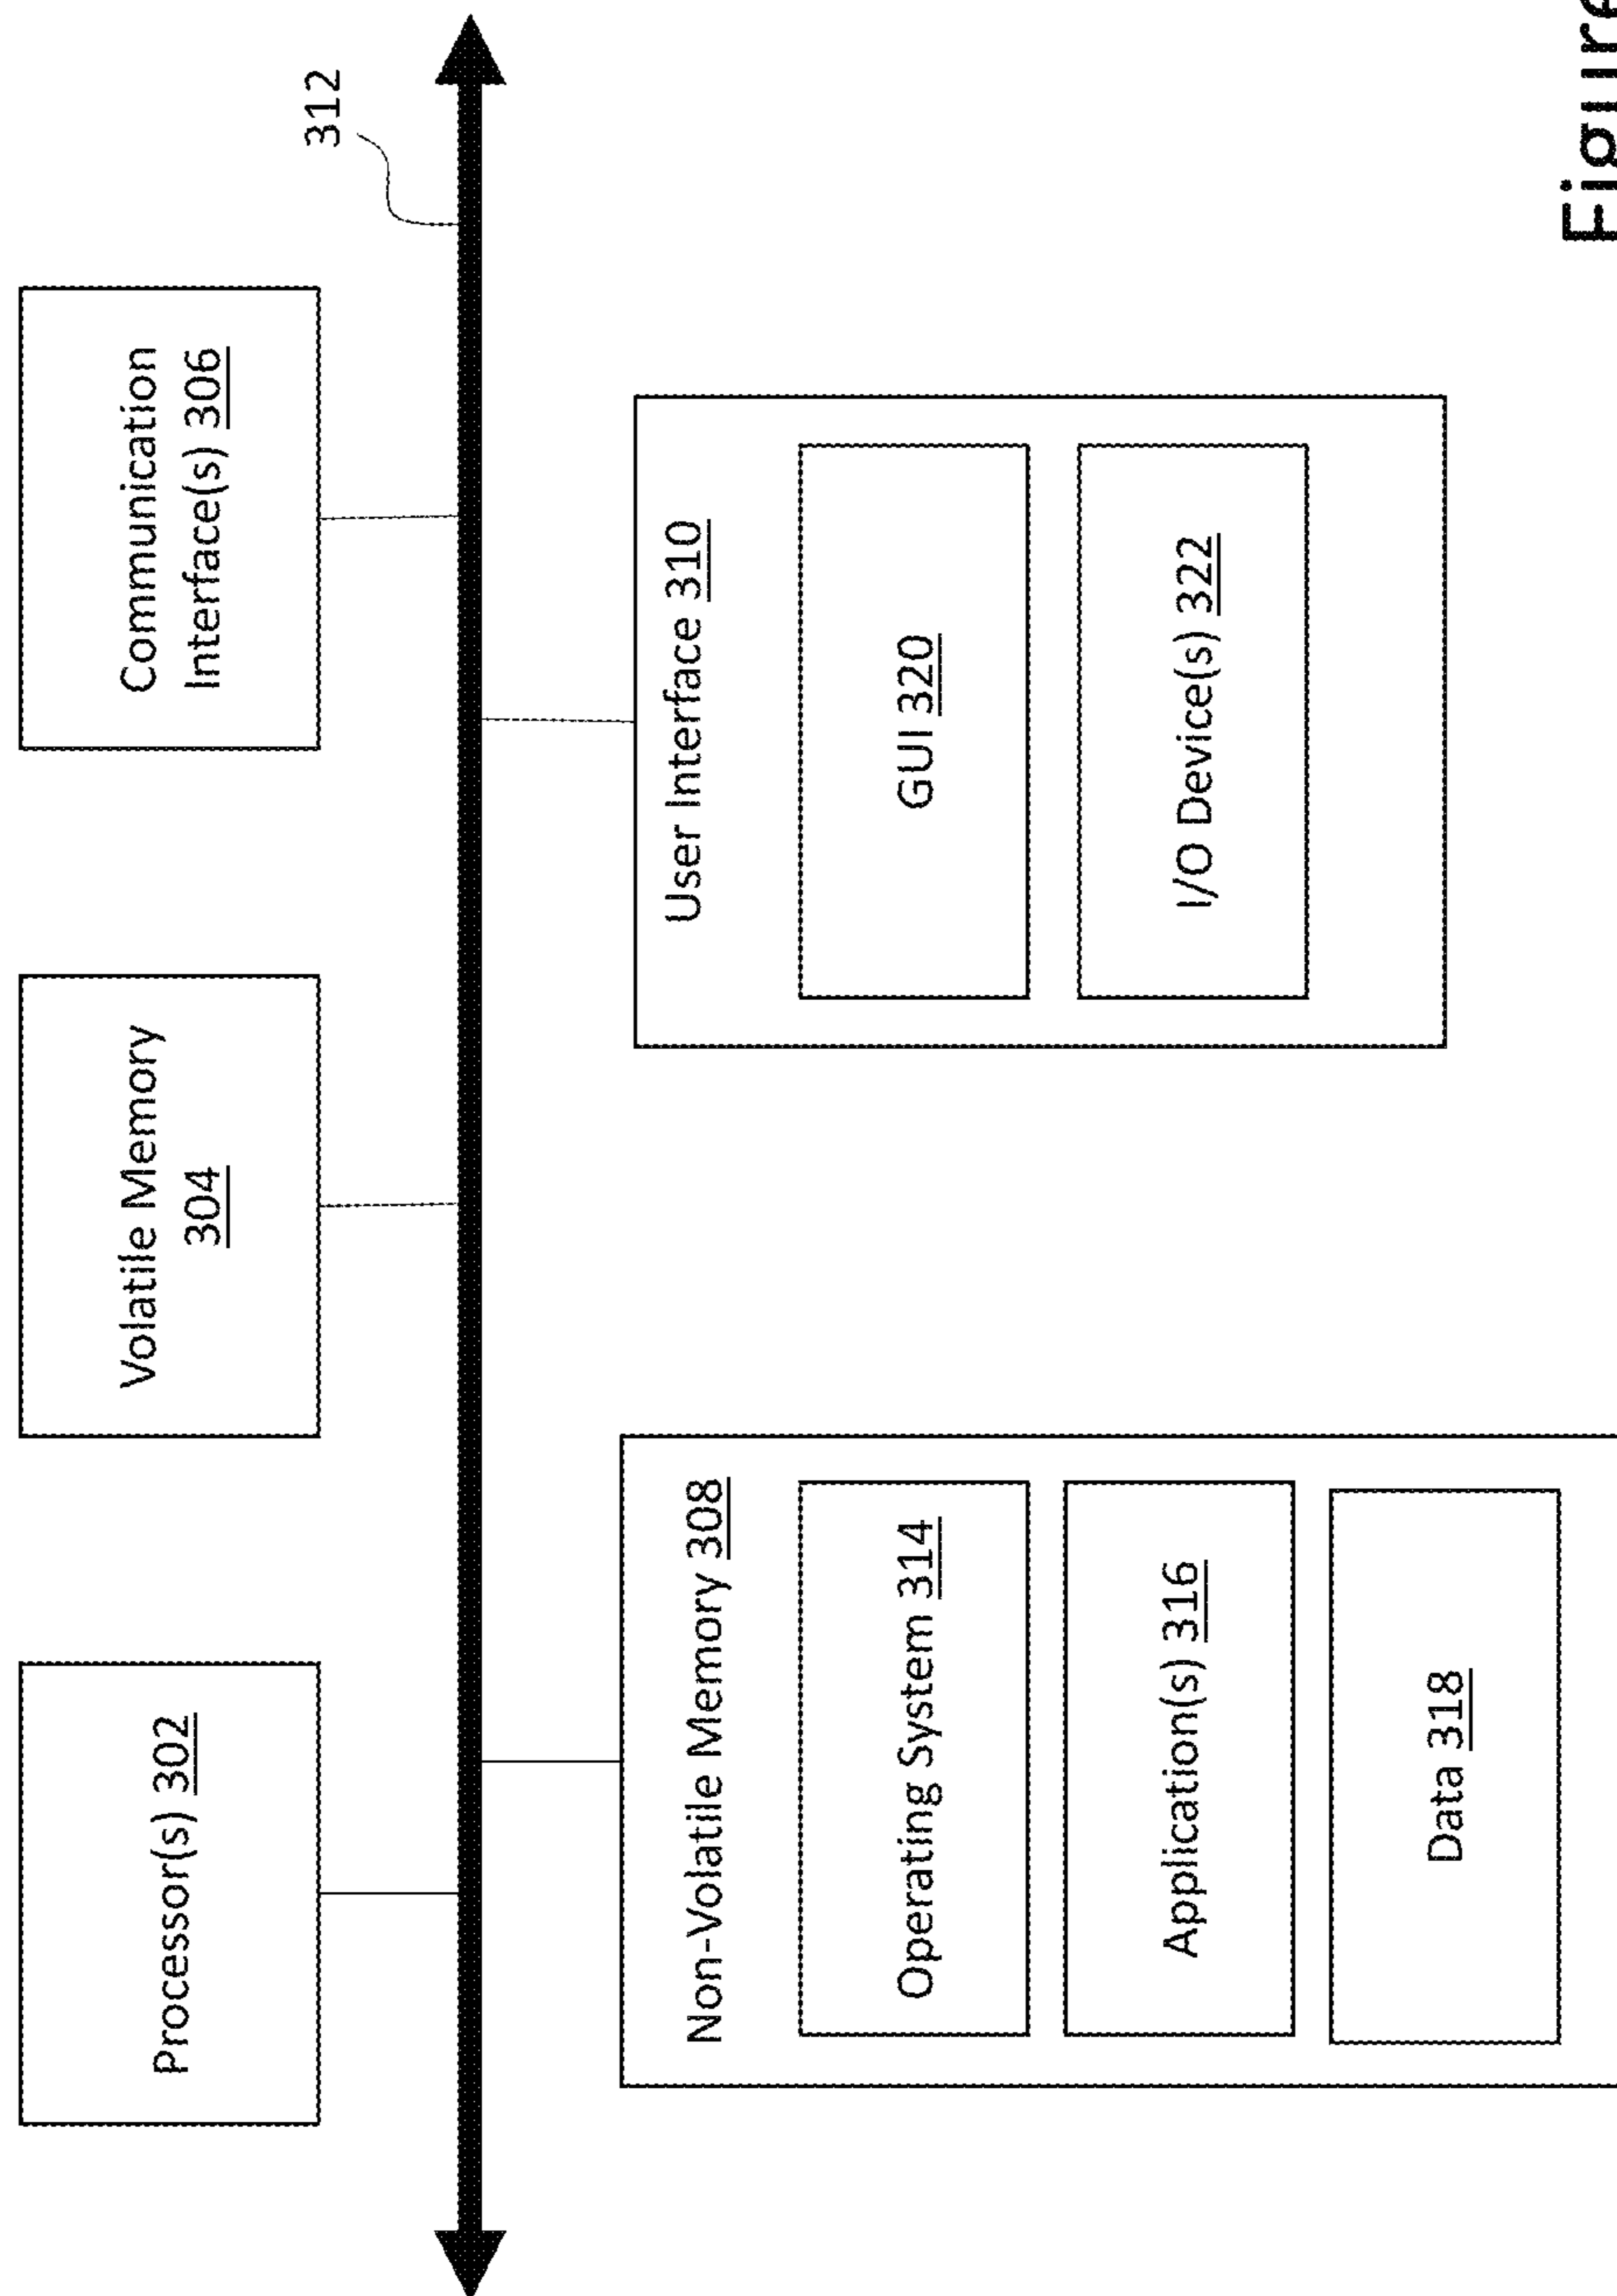 Processor(s) 302
Volatile Memory
304
Communication
Interface(s) 306
312
Non-Volatile Memory 308
Operating System 314
Application(s) 316
Data 318
User Interface 310
GUI 320
I/O Device(s) 322
Figure